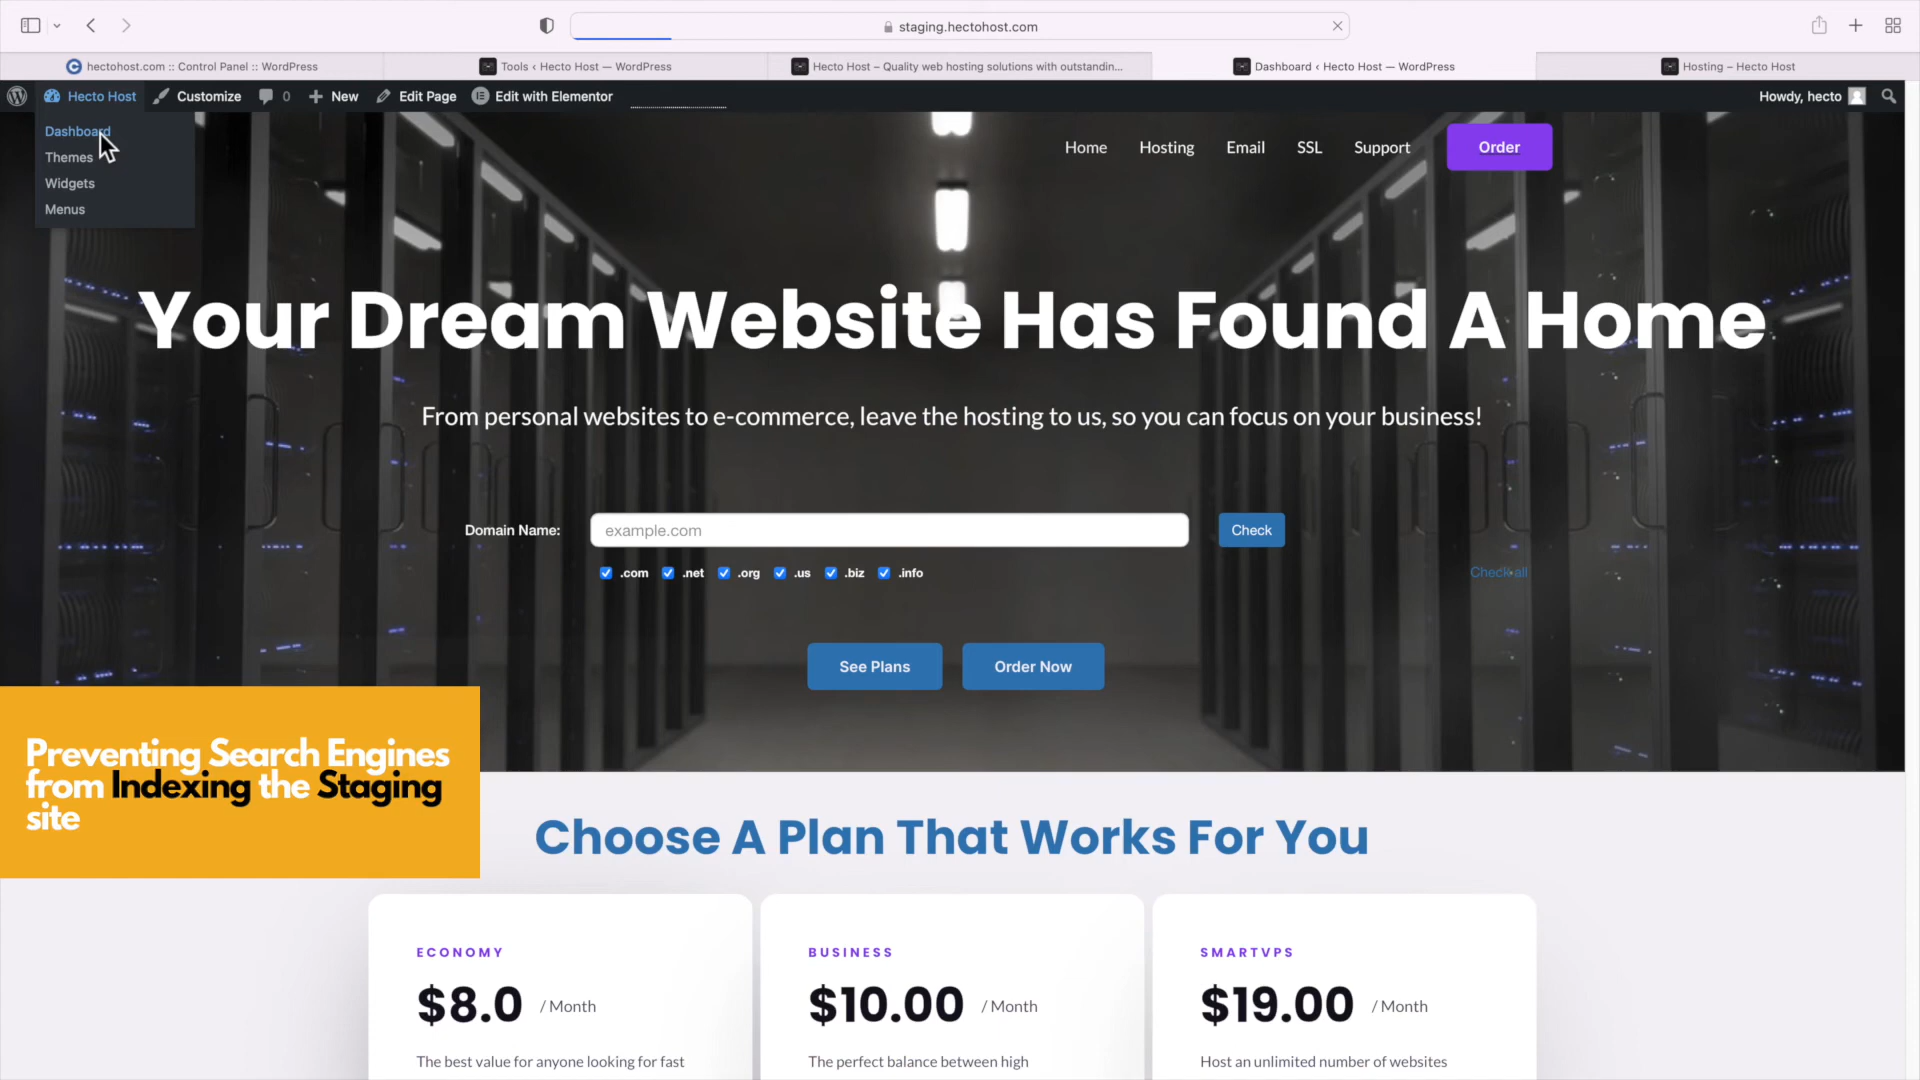 staging.hectohost.com
hectohost.com :: Control Panel :: WordPress
Tools ‹ Hecto Host — WordPress
Hecto Host – Quality web hosting solutions with outstandin...
Dashboard ‹ Hecto Host — WordPress
Hosting – Hecto Host
Hecto Host Customize 0 New Edit Page Edit with Elementor Howdy, hecto
Dashboard
Themes
Widgets
Menus
Home Hosting Email SSL Support Order
Your Dream Website Has Found A Home
From personal websites to e-commerce, leave the hosting to us, so you can focus on your business!
Domain Name: example.com Check
.com .net .org .us .biz .info Check all
See Plans Order Now
Preventing Search Engines
from Indexing the Staging
site
Choose A Plan That Works For You
ECONOMY
$8.0 / Month
The best value for anyone looking for fast
BUSINESS
$10.00 / Month
The perfect balance between high
SMARTVPS
$19.00 / Month
Host an unlimited number of websites